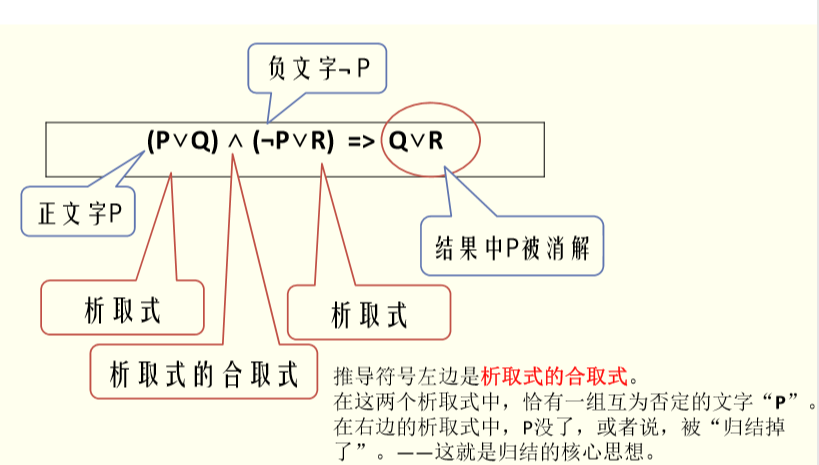 负文字¬P
(P∨Q) ∧ (¬P∨R) => Q∨R
正文字P
结果中P被消解
析取式
析取式
析取式的合取式
推导符号左边是析取式的合取式。
在这两个析取式中，恰有一组互为否定的文字“P”。
在右边的析取式中，P没了，或者说，被“归结掉
了”。——这就是归结的核心思想。